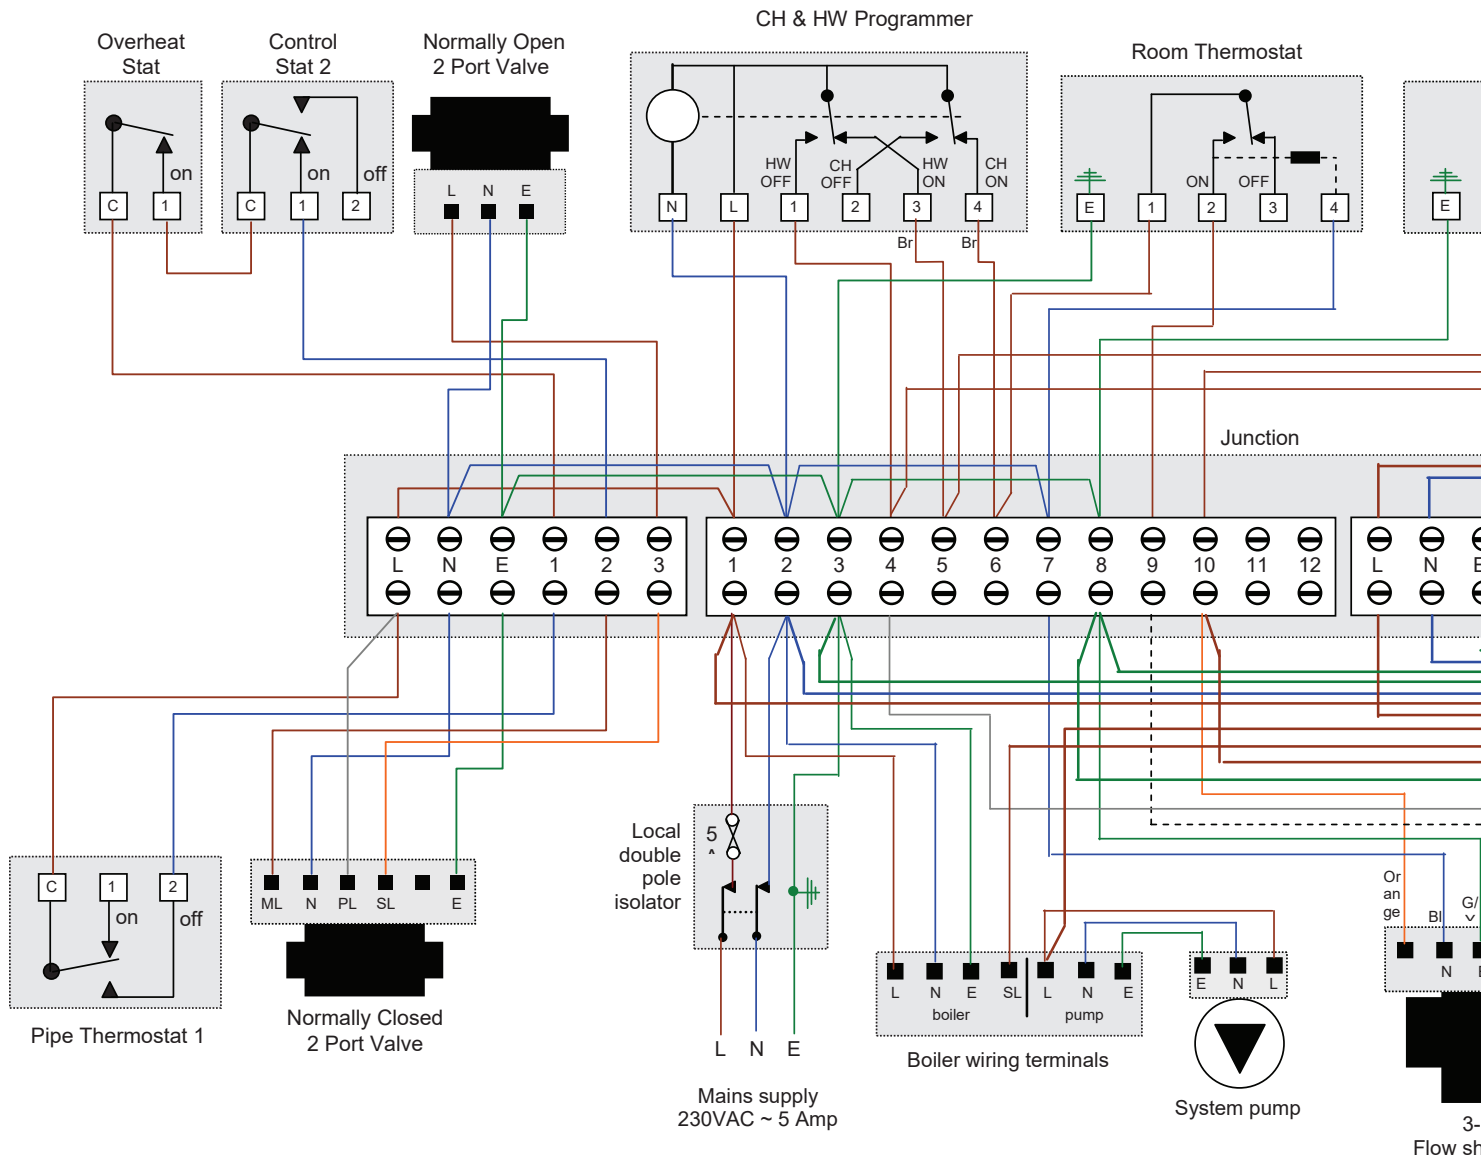 CH & HW Programmer
Overheat
Stat
Control
Stat 2
Normally Open
2 Port Valve
Room Thermostat
on
C
1
on
off
C
1
2
L N E
HW
OFF
CH
OFF
HW
ON
CH
ON
N
L
1
2
3
4
Br
Br
ON
OFF
E
1
2
3
4
E
Junction
L N E 1 2 3
1 2 3 4 5 6 7 8 9 10 11 12
L N E
C
1
2
on
off
Pipe Thermostat 1
ML N PL SL E
Normally Closed
2 Port Valve
Local
double
pole
isolator
5
L N E
Mains supply
230VAC ~ 5 Amp
L N E SL L N E
boiler
pump
Boiler wiring terminals
E N L
System pump
Or
an
ge
Bl
G/
N
3-
Flow sh